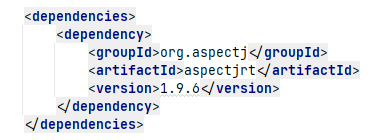 <dependencies>
    <dependency>
        <groupId>org.aspectj</groupId>
        <artifactId>aspectjrt</artifactId>
        <version>1.9.6</version>
    </dependency>
</dependencies>